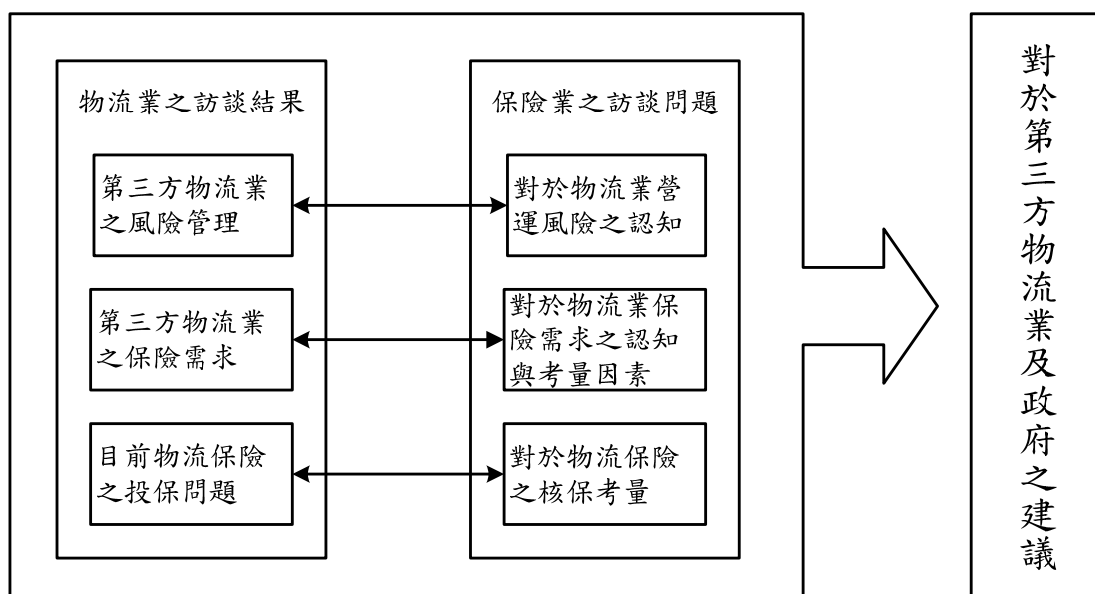 物流業之訪談結果
第三方物流業
之風險管理
第三方物流業
之保險需求
目前物流保險
之投保問題
保險業之訪談問題
對於物流業營
運風險之認知
對於物流業保
險需求之認知
與考量因素
對於物流保險
之核保考量
對於第三方物流業及政府之建議